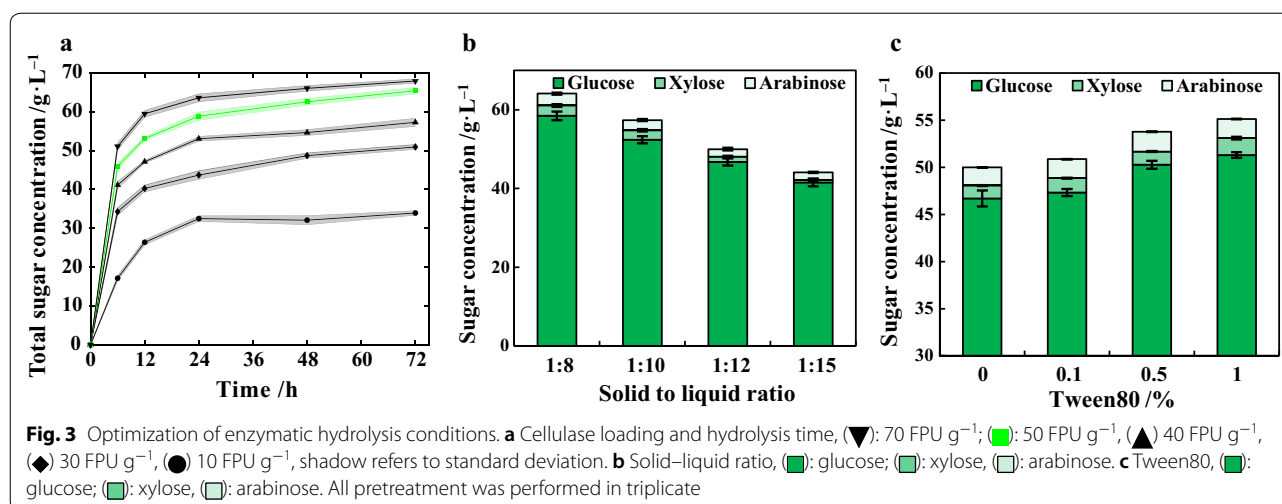 a
Total sugar concentration /g·L⁻¹
70
60
50
40
30
20
10
0
0 12 24 36 48 60 72
Time /h
b
Glucose Xylose Arabinose
Sugar concentration /g·L⁻¹
60
40
20
0
1:8 1:10 1:12 1:15
Solid to liquid ratio
c
Glucose Xylose Arabinose
Sugar concentration /g·L⁻¹
60
55
50
45
40
35
30
0 0.1 0.5 1
Tween80 /%
Fig. 3 Optimization of enzymatic hydrolysis conditions. a Cellulase loading and hydrolysis time, (▼): 70 FPU g⁻¹; (■): 50 FPU g⁻¹, (▲) 40 FPU g⁻¹,
(◆) 30 FPU g⁻¹, (●) 10 FPU g⁻¹, shadow refers to standard deviation. b Solid–liquid ratio, (■): glucose; (■): xylose, (□): arabinose. c Tween80, (■):
glucose; (■): xylose, (□): arabinose. All pretreatment was performed in triplicate